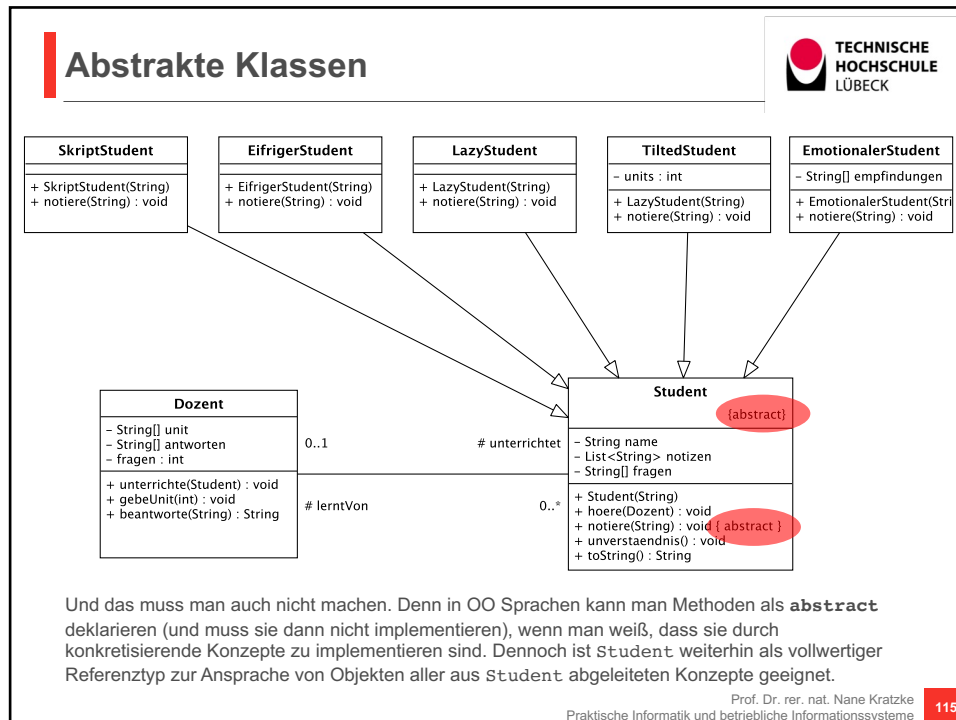 Abstrakte Klassen
TECHNISCHE
HOCHSCHULE
LÜBECK
SkriptStudent
+ SkriptStudent(String)
+ notiere(String) : void
EifrigerStudent
+ EifrigerStudent(String)
+ notiere(String) : void
LazyStudent
+ LazyStudent(String)
+ notiere(String) : void
TiltedStudent
– units : int
+ LazyStudent(String)
+ notiere(String) : void
EmotionalerStudent
– String[] empfindungen
+ EmotionalerStudent(Stri
+ notiere(String) : void
Dozent
– String[] unit
– String[] antworten
– fragen : int
+ unterrichte(Student) : void
+ gebeUnit(int) : void
+ beantworte(String) : String
0..1
# unterrichtet
# lerntVon
0..*
Student
{abstract}
– String name
– List<String> notizen
– String[] fragen
+ Student(String)
+ hoere(Dozent) : void
+ notiere(String) : void { abstract }
+ unverstaendnis() : void
+ toString() : String
Und das muss man auch nicht machen. Denn in OO Sprachen kann man Methoden als abstract
deklarieren (und muss sie dann nicht implementieren), wenn man weiß, dass sie durch
konkretisierende Konzepte zu implementieren sind. Dennoch ist Student weiterhin als vollwertiger
Referenztyp zur Ansprache von Objekten aller aus Student abgeleiteten Konzepte geeignet.
Prof. Dr. rer. nat. Nane Kratzke
Praktische Informatik und betriebliche Informationssysteme
115